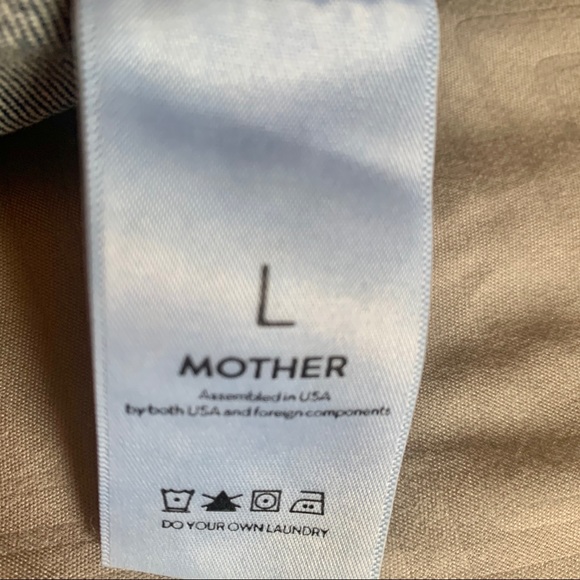 L
MOTHER
Assembled in USA
by both USA and foreign components
DO YOUR OWN LAUNDRY